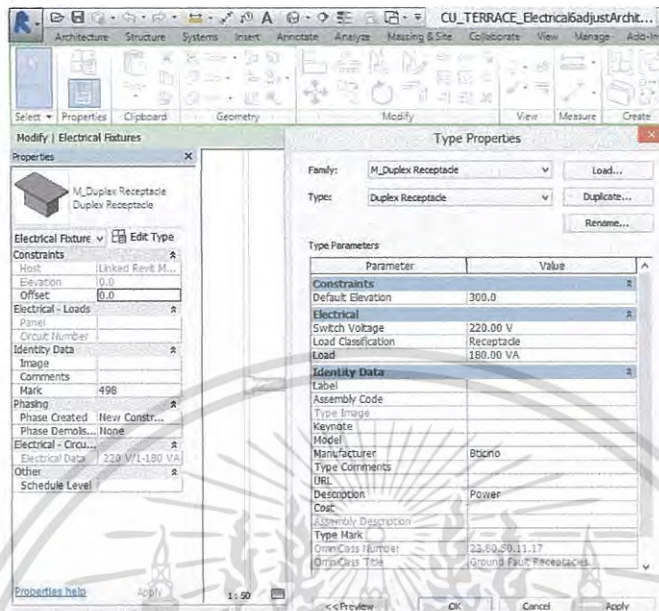 CU_TERRACE_Electrical6adjustArchit...
Architecture Structure Systems Insert Annotate Analyze Massing & Site Collaborate View Manage Add-In
Select Properties Clipboard Geometry Modify View Measure Create
Modify | Electrical Fixtures
Properties
M_Duplex Receptacle
Duplex Receptacle
Electrical Fixture Edit Type
Constraints
Host Linked Revit M...
Elevation 0.0
Offset 0.0
Electrical - Loads
Panel
Circuit Number
Identity Data
Image
Comments
Mark 498
Phasing
Phase Created New Constr...
Phase Demolis... None
Electrical - Circu...
Electrical Data 220 V/1-180 VA
Other
Schedule Level
Properties help Apply
1 : 50
Type Properties
Family: M_Duplex Receptacle Load...
Type: Duplex Receptacle Duplicate...
Rename...
Type Parameters
Parameter Value
Constraints
Default Elevation 300.0
Electrical
Switch Voltage 220.00 V
Load Classification Receptacle
Load 180.00 VA
Identity Data
Label
Assembly Code
Type Image
Keynote
Model
Manufacturer Bticino
Type Comments
URL
Description Power
Cost
Assembly Description
Type Mark
OmniClass Number 23.80.50.11.17
OmniClass Title Ground Fault Receptacles
<< Preview OK Cancel Apply